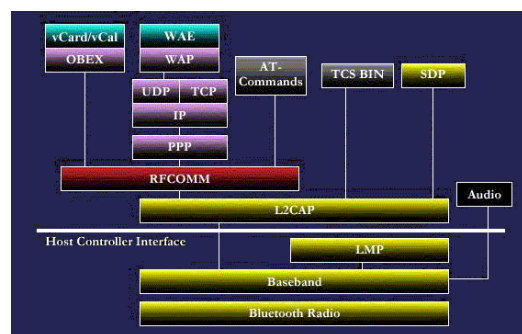 vCard/vCal
OBEX
WAE
WAP
UDP TCP
IP
PPP
AT-
Commands
TCS BIN
SDP
RFCOMM
L2CAP
Audio
Host Controller Interface
LMP
Baseband
Bluetooth Radio